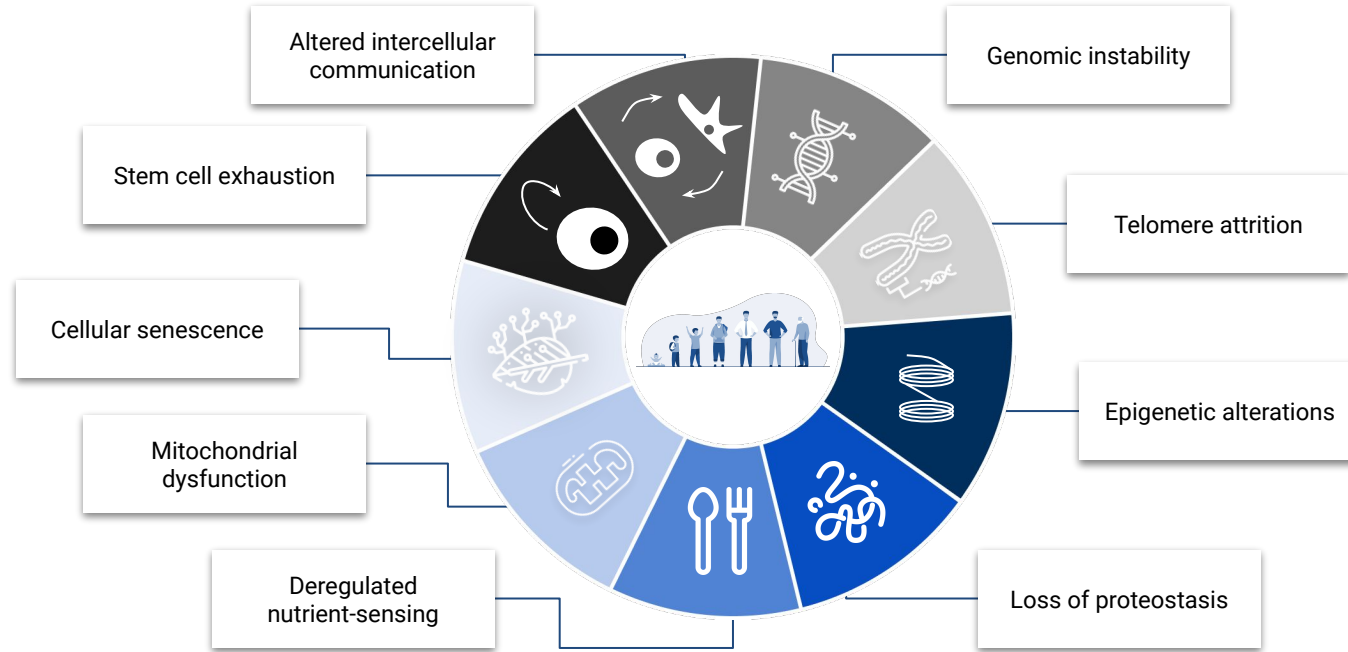 Altered intercellular
communication
Genomic instability
Stem cell exhaustion
Telomere attrition
Cellular senescence
Epigenetic alterations
Mitochondrial
dysfunction
Deregulated
nutrient-sensing
Loss of proteostasis